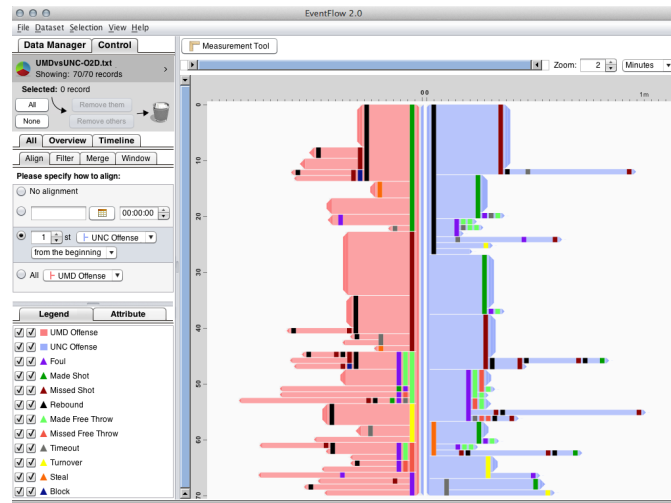 EventFlow 2.0
File Dataset Selection View Help
Data Manager Control
Measurement Tool
UMDvsUNC-O2D.txt
Showing: 70/70 records
Zoom: 2 Minutes
Selected: 0 record
All Remove them
None Remove others
All Overview Timeline
Align Filter Merge Window
Please specify how to align:
No alignment
00:00:00
1 st UNC Offense
from the beginning
All UMD Offense
Legend Attribute
UMD Offense
UNC Offense
Foul
Made Shot
Missed Shot
Rebound
Made Free Throw
Missed Free Throw
Timeout
Turnover
Steal
Block
0 0 1m
0
10
20
30
40
50
60
70